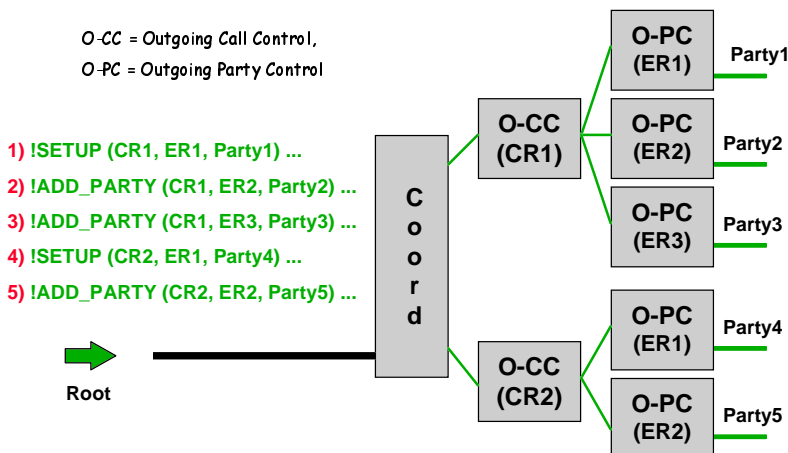 O-CC = Outgoing Call Control,
O-PC = Outgoing Party Control
1) !SETUP (CR1, ER1, Party1) ...
2) !ADD_PARTY (CR1, ER2, Party2) ...
3) !ADD_PARTY (CR1, ER3, Party3) ...
4) !SETUP (CR2, ER1, Party4) ...
5) !ADD_PARTY (CR2, ER2, Party5) ...
Root
Coord
O-CC
(CR1)
O-PC
(ER1)
Party1
O-PC
(ER2)
Party2
O-PC
(ER3)
Party3
O-CC
(CR2)
O-PC
(ER1)
Party4
O-PC
(ER2)
Party5